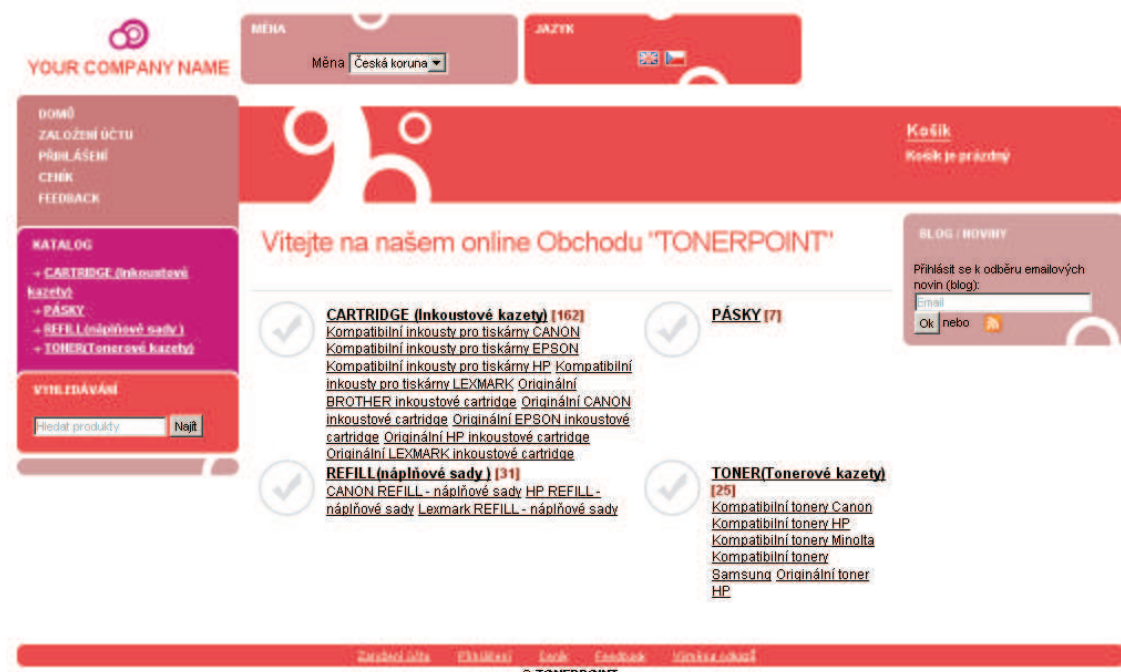 YOUR COMPANY NAME
MĚNA
Měna Česká koruna
JAZYK
DOMŮ
ZALOŽENÍ ÚČTU
PŘIHLÁŠENÍ
CENÍK
FEEDBACK
Košík
Košík je prázdný
KATALOG
CARTRIDGE (Inkoustové
kazety)
PÁSKY
REFILL(náplňové sady )
TONER(Tonerové kazety)
VYHLEDÁVÁNÍ
Hledat produkty Najít
Vítejte na našem online Obchodu "TONERPOINT"
CARTRIDGE (Inkoustové kazety) [162]
Kompatibilní inkousty pro tiskárny CANON
Kompatibilní inkousty pro tiskárny EPSON
Kompatibilní inkousty pro tiskárny HP Kompatibilní
inkousty pro tiskárny LEXMARK Originální
BROTHER inkoustové cartridge Originální CANON
inkoustové cartridge Originální EPSON inkoustové
cartridge Originální HP inkoustové cartridge
Originální LEXMARK inkoustové cartridge
PÁSKY [7]
REFILL(náplňové sady ) [31]
CANON REFILL - náplňové sady HP REFILL -
náplňové sady Lexmark REFILL - náplňové sady
TONER(Tonerové kazety)
[25]
Kompatibilní tonery Canon
Kompatibilní tonery HP
Kompatibilní tonery Minolta
Kompatibilní tonery
Samsung Originální toner
HP
BLOG / NOVINY
Přihlásit se k odběru emailových
novin (blog):
Email
Ok nebo
Založení účtu Přihlášení Ceník Feedback Výměna odkazů
© TONERPOINT